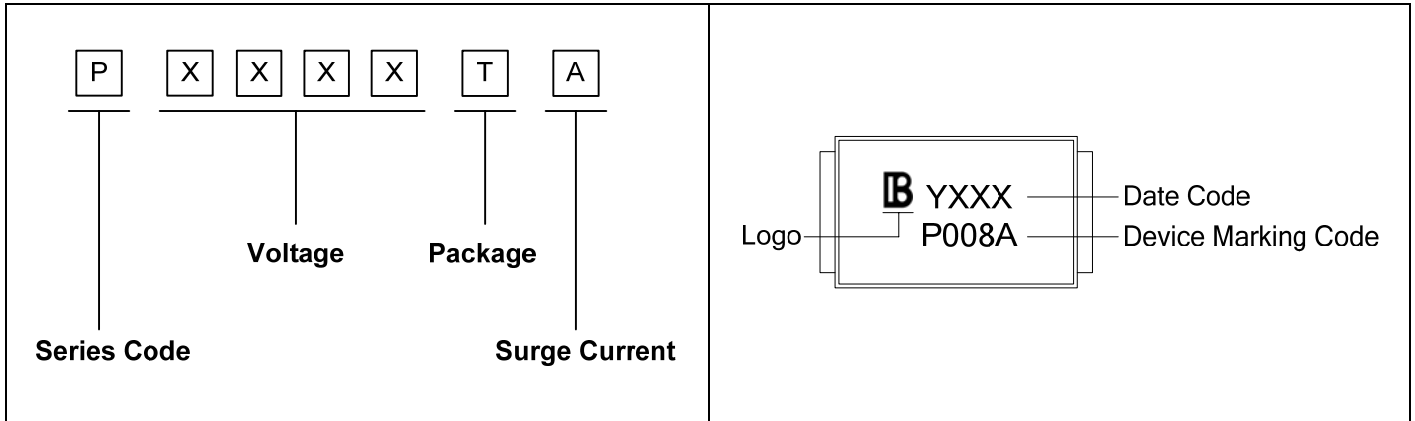 P X X X X T A
Voltage Package
Series Code Surge Current
B YXXX Date Code
Logo P008A Device Marking Code